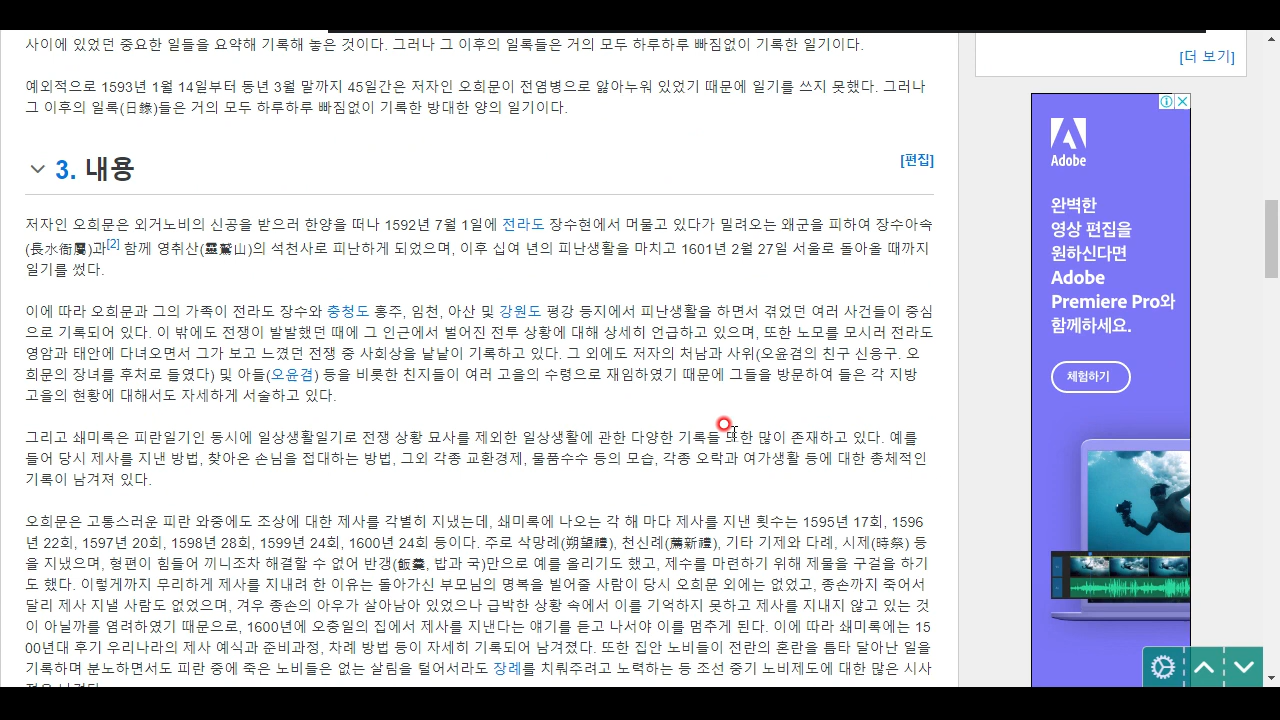 사이에 있었던 중요한 일들을 요약해 기록해 놓은 것이다. 그러나 그 이후의 일록들은 거의 모두 하루하루 빠짐없이 기록한 일기이다.
예외적으로 1593년 1월 14일부터 동년 3월 말까지 45일간은 저자인 오희문이 전염병으로 앓아누워 있었기 때문에 일기를 쓰지 못했다. 그러나
그 이후의 일록(日錄)들은 거의 모두 하루하루 빠짐없이 기록한 방대한 양의 일기이다.
3. 내용
[편집]
저자인 오희문은 외거노비의 신공을 받으러 한양을 떠나 1592년 7월 1일에 전라도 장수현에서 머물고 있다가 밀려오는 왜군을 피하여 장수아속
(長水衙屬)과[2] 함께 영취산(靈鷲山)의 석천사로 피난하게 되었으며, 이후 십여 년의 피난생활을 마치고 1601년 2월 27일 서울로 돌아올 때까지
일기를 썼다.
이에 따라 오희문과 그의 가족이 전라도 장수와 충청도 홍주, 임천, 아산 및 강원도 평강 등지에서 피난생활을 하면서 겪었던 여러 사건들이 중심
으로 기록되어 있다. 이 밖에도 전쟁이 발발했던 때에 그 인근에서 벌어진 전투 상황에 대해 상세히 언급하고 있으며, 또한 노모를 모시러 전라도
영암과 태안에 다녀오면서 그가 보고 느꼈던 전쟁 중 사회상을 낱낱이 기록하고 있다. 그 외에도 저자의 처남과 사위(오윤겸의 친구 신응구. 오
희문의 장녀를 후처로 들였다) 및 아들(오윤겸) 등을 비롯한 친지들이 여러 고을의 수령으로 재임하였기 때문에 그들을 방문하여 들은 각 지방
고을의 현황에 대해서도 자세하게 서술하고 있다.
그리고 쇄미록은 피란일기인 동시에 일상생활일기로 전쟁 상황 묘사를 제외한 일상생활에 관한 다양한 기록들 또한 많이 존재하고 있다. 예를
들어 당시 제사를 지낸 방법, 찾아온 손님을 접대하는 방법, 그외 각종 교환경제, 물품수수 등의 모습, 각종 오락과 여가생활 등에 대한 총체적인
기록이 남겨져 있다.
오희문은 고통스러운 피란 와중에도 조상에 대한 제사를 각별히 지냈는데, 쇄미록에 나오는 각 해 마다 제사를 지낸 횟수는 1595년 17회, 1596
년 22회, 1597년 20회, 1598년 28회, 1599년 24회, 1600년 24회 등이다. 주로 삭망례(朔望禮), 천신례(薦新禮), 기타 기제와 다례, 시제(時祭) 등
을 지냈으며, 형편이 힘들어 끼니조차 해결할 수 없어 반갱(飯羹, 밥과 국)만으로 예를 올리기도 했고, 제수를 마련하기 위해 제물을 구걸을 하기
도 했다. 이렇게까지 무리하게 제사를 지내려 한 이유는 돌아가신 부모님의 명복을 빌어줄 사람이 당시 오희문 외에는 없었고, 종손까지 죽어서
달리 제사 지낼 사람도 없었으며, 겨우 종손의 아우가 살아남아 있었으나 급박한 상황 속에서 이를 기억하지 못하고 제사를 지내지 않고 있는 것
이 아닐까를 염려하였기 때문으로, 1600년에 오충일의 집에서 제사를 지낸다는 얘기를 듣고 나서야 이를 멈추게 된다. 이에 따라 쇄미록에는 15
00년대 후기 우리나라의 제사 예식과 준비과정, 차례 방법 등이 자세히 기록되어 남겨졌다. 또한 집안 노비들이 전란의 혼란을 틈타 달아난 일을
기록하며 분노하면서도 피란 중에 죽은 노비들은 없는 살림을 털어서라도 장례를 치뤄주려고 노력하는 등 조선 중기 노비제도에 대한 많은 시사
[더 보기]
Adobe
완벽한
영상 편집을
원하신다면
Adobe
Premiere Pro와
함께하세요.
체험하기